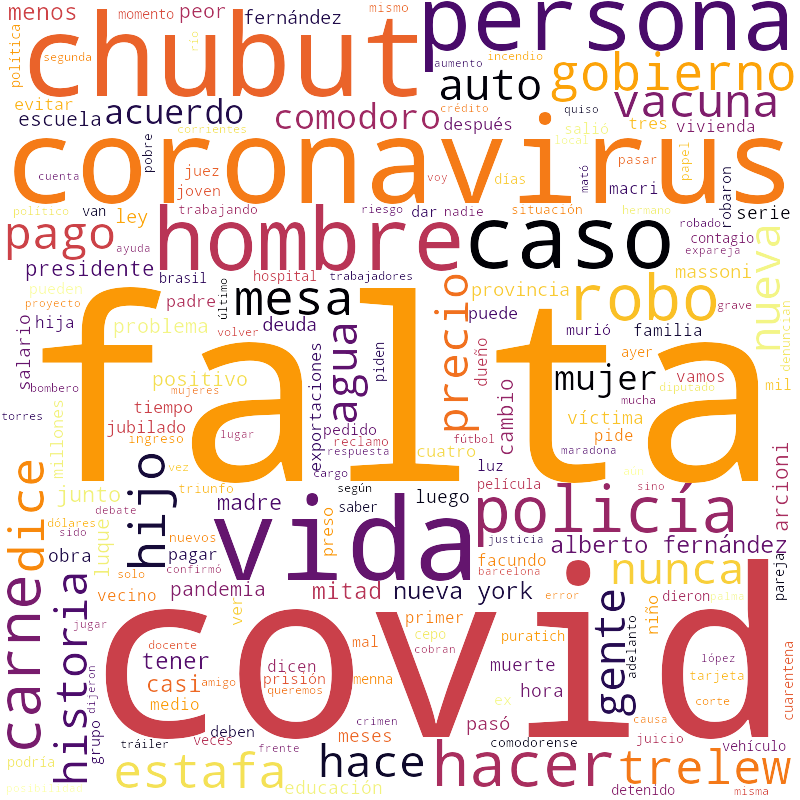 menos
momento
peor
fernández
mismo
persona
política
segunda
río
chubut
aumento
incendio
auto
gobierno
evitar
crédito
quiso
vacuna
escuela
acuerdo
comodoro
después
salió
tres
vivienda
corrientes
local
coronavirus
cuenta
pobre
juez
joven
voy
días
mató
pasar
papel
macri
robaron
político
van
ley
trabajando
riesgo
dar
nadie
situación
hermano
serie
pago
ayuda
hombre
caso
robado
contagio
expareja
presidente
brasil
hospital
trabajadores
provincia
massoni
nueva
pueden
proyecto
padre
último
mesa
precio
puede
robo
grave
denuncian
salario
hija
problema
volver
deuda
agua
dueño
murió
familia
ayer
mil
bombero
falta
positivo
mujeres
piden
exportaciones
mujer
vamos
diputado
torres
jubilado
tiempo
ingreso
lugar
pedido
reclamo
respuesta
cuatro
fútbol
cambio
víctima
pide
mucha
maradona
millones
dice
hijo
triunfo
vez
cargo
según
saber
luz
película
sino
aún
arcioni
carne
junto
dólares
debate
sido
luque
obra
madre
vida
luego
preso
policía
justicia
nuevos
pagar
confirmó
solo
facundo
barcelona
alberto fernández
pareja
historia
vecino
pandemia
ver
mitad
nueva york
error
nunca
dieron
palma
jugar
primer
cepo
cobran
puratich
gente
adelanto
niño
covid
docente
tener
amigo
dicen
prisión
queremos
mal
menna
muerte
lópez
tarjeta
cuarentena
casi
medio
ex
hora
corte
grupo
dijeron
deben
meses
crimen
pasó
causa
juicio
podría
tráiler
veces
frente
hace
comodorense
vehículo
estafa
educación
hacer
trelew
detenido
misma